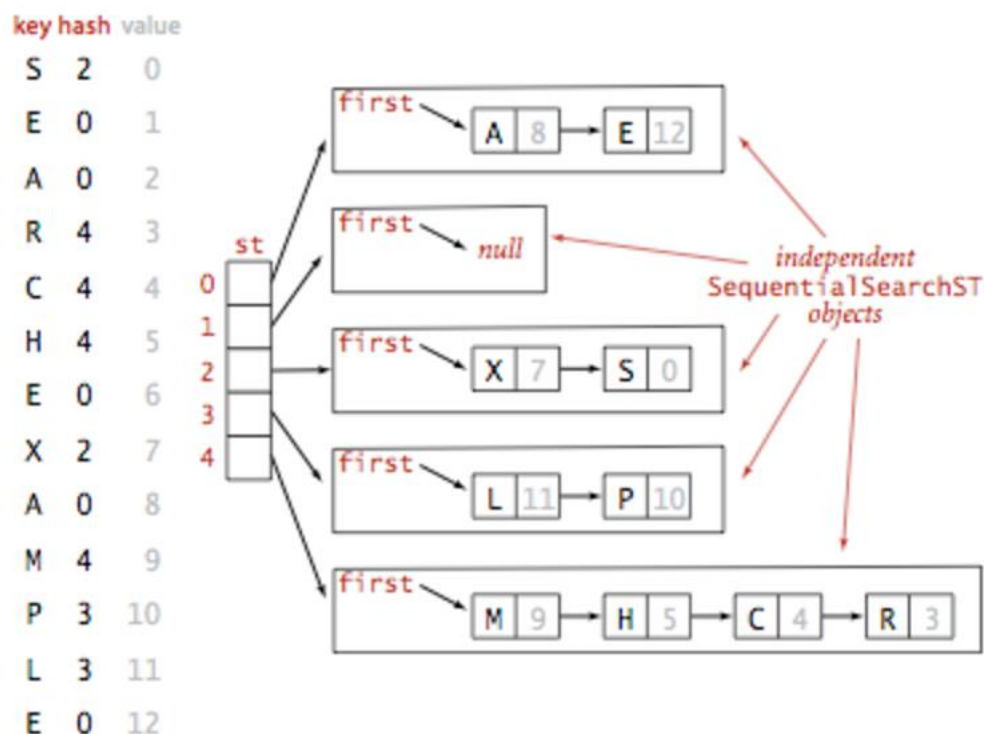 key hash value
S 2 0
E 0 1
A 0 2
R 4 3
C 4 4
H 4 5
E 0 6
X 2 7
A 0 8
M 4 9
P 3 10
L 3 11
E 0 12
st
0
1
2
3
4
first
A 8 E 12
first
null
first
X 7 S 0
first
L 11 P 10
first
M 9 H 5 C 4 R 3
independent
SequentialSearchST
objects